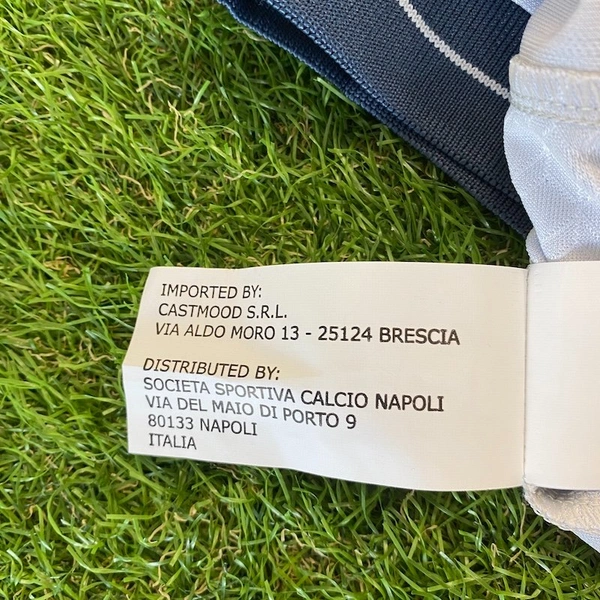 IMPORTED BY:
CASTMOOD S.R.L.
VIA ALDO MORO 13 - 25124 BRESCIA
DISTRIBUTED BY:
SOCIETA SPORTIVA CALCIO NAPOLI
VIA DEL MAIO DI PORTO 9
80133 NAPOLI
ITALIA